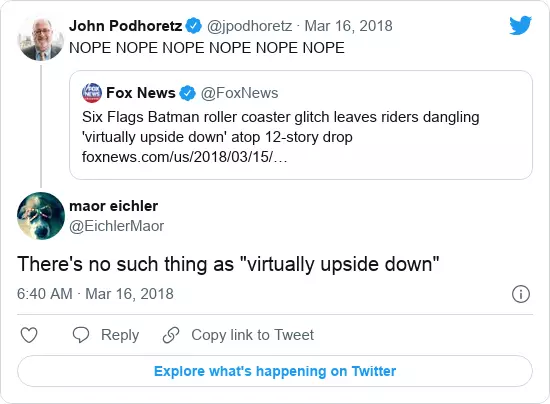 John Podhoretz @jpodhoretz · Mar 16, 2018
NOPE NOPE NOPE NOPE NOPE NOPE
Fox News @FoxNews
Six Flags Batman roller coaster glitch leaves riders dangling
'virtually upside down' atop 12-story drop
foxnews.com/us/2018/03/15/…
maor eichler
@EichlerMaor
There's no such thing as "virtually upside down"
6:40 AM · Mar 16, 2018
Reply Copy link to Tweet
Explore what's happening on Twitter